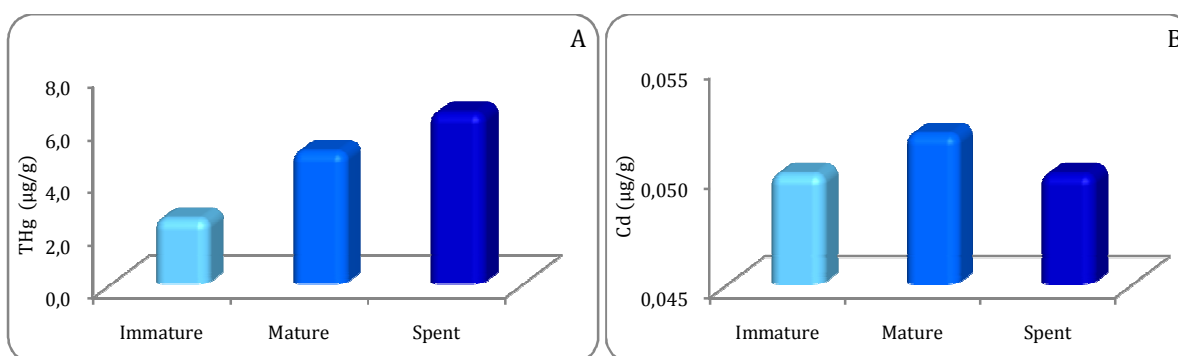 A
THg (µg/g)
8,0
6,0
4,0
2,0
0,0
Immature
Mature
Spent
B
Cd (µg/g)
0,055
0,050
0,045
Immature
Mature
Spent